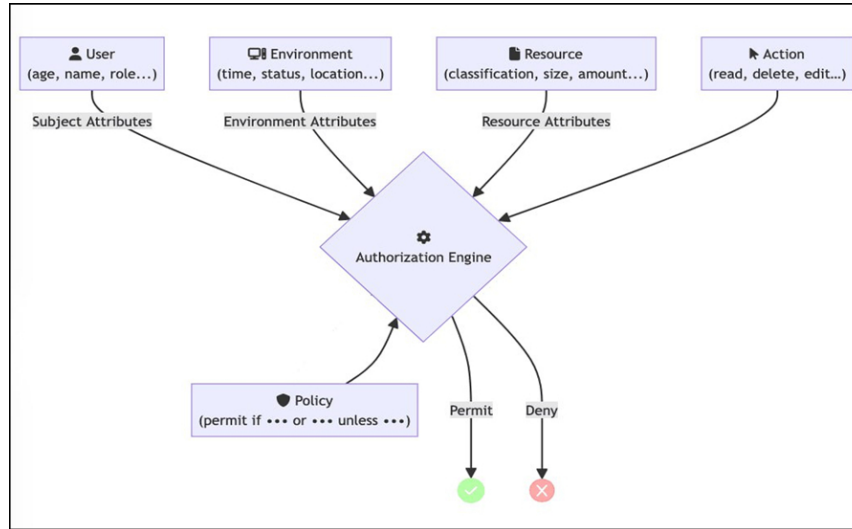 User
(age, name, role...)
Environment
(time, status, location...)
Resource
(classification, size, amount...)
Action
(read, delete, edit...)
Subject Attributes
Environment Attributes
Resource Attributes
Authorization Engine
Policy
(permit if ••• or ••• unless •••)
Permit
Deny